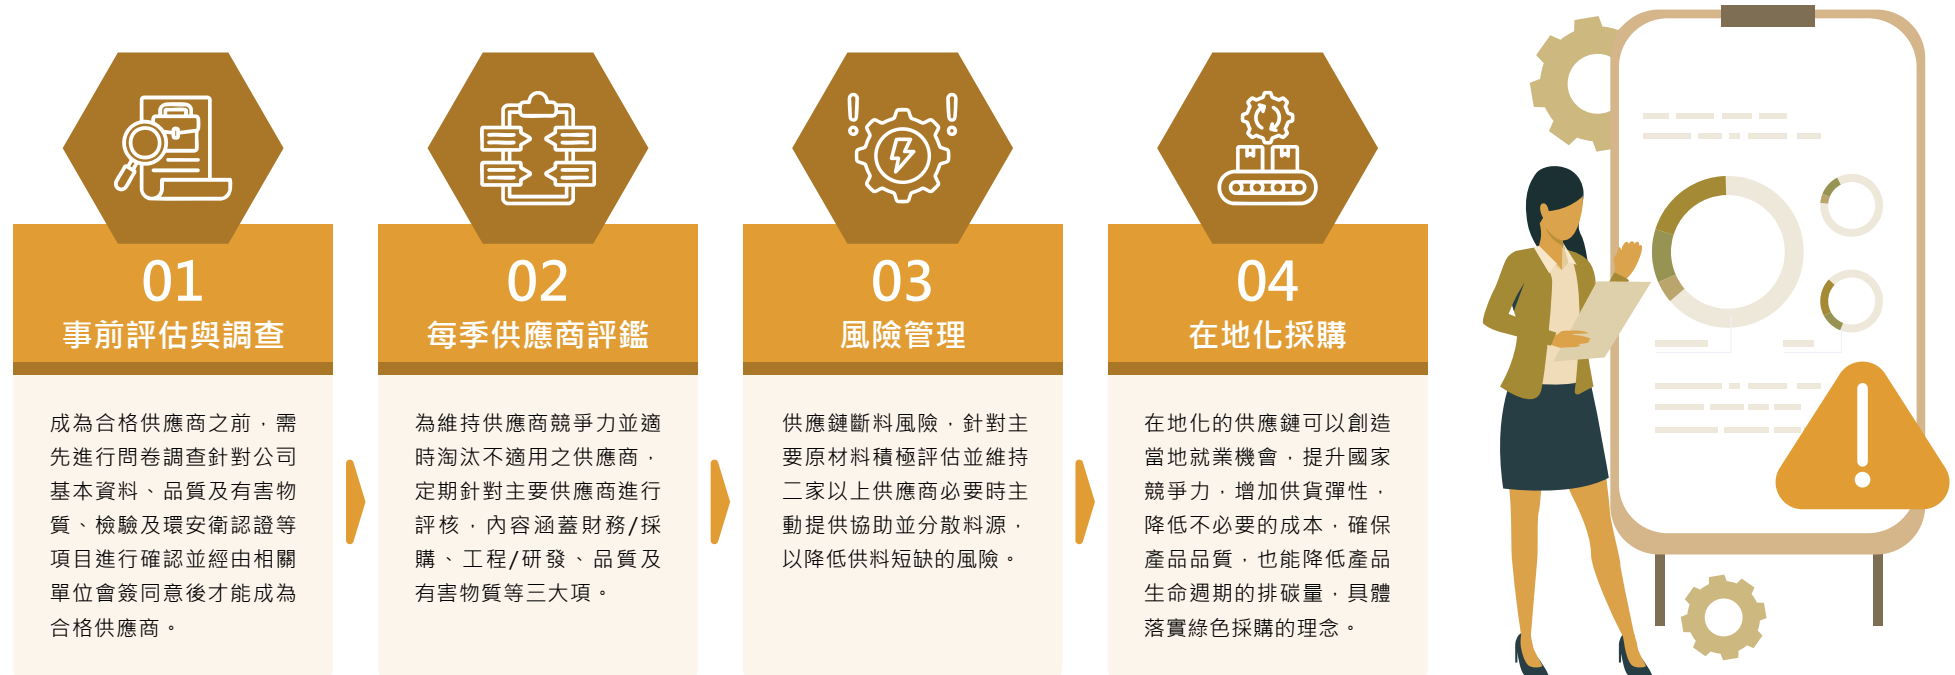 01
事前評估與調查
成為合格供應商之前，需
先進行問卷調查針對公司
基本資料、品質及有害物
質、檢驗及環安衛認證等
項目進行確認並經由相關
單位會簽同意後才能成為
合格供應商。
02
每季供應商評鑑
為維持供應商競爭力並適
時淘汰不適用之供應商，
定期針對主要供應商進行
評核，內容涵蓋財務/採
購、工程/研發、品質及
有害物質等三大項。
03
風險管理
供應鏈斷料風險，針對主
要原材料積極評估並維持
二家以上供應商必要時主
動提供協助並分散料源，
以降低供料短缺的風險。
04
在地化採購
在地化的供應鏈可以創造
當地就業機會，提升國家
競爭力，增加供貨彈性，
降低不必要的成本，確保
產品品質，也能降低產品
生命週期的排碳量，具體
落實綠色採購的理念。